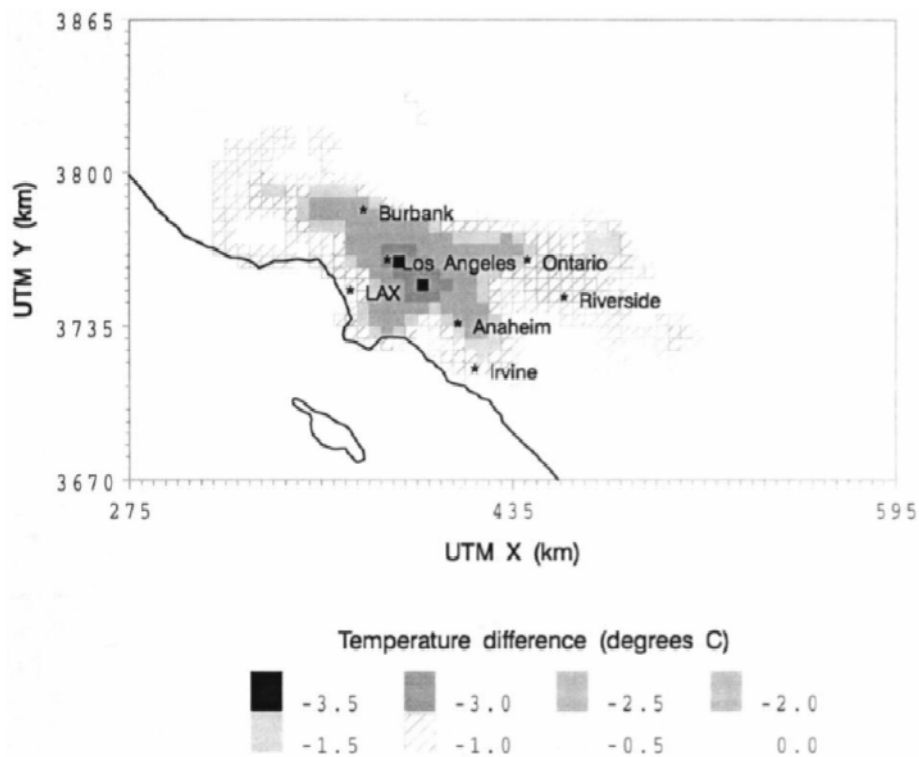 3865
3800
3735
3670
UTM Y (km)
* Burbank
* Los Angeles * Ontario
* LAX * Riverside
* Anaheim
* Irvine
275 435 595
UTM X (km)
Temperature difference (degrees C)
-3.5 -3.0 -2.5 -2.0
-1.5 -1.0 -0.5 0.0